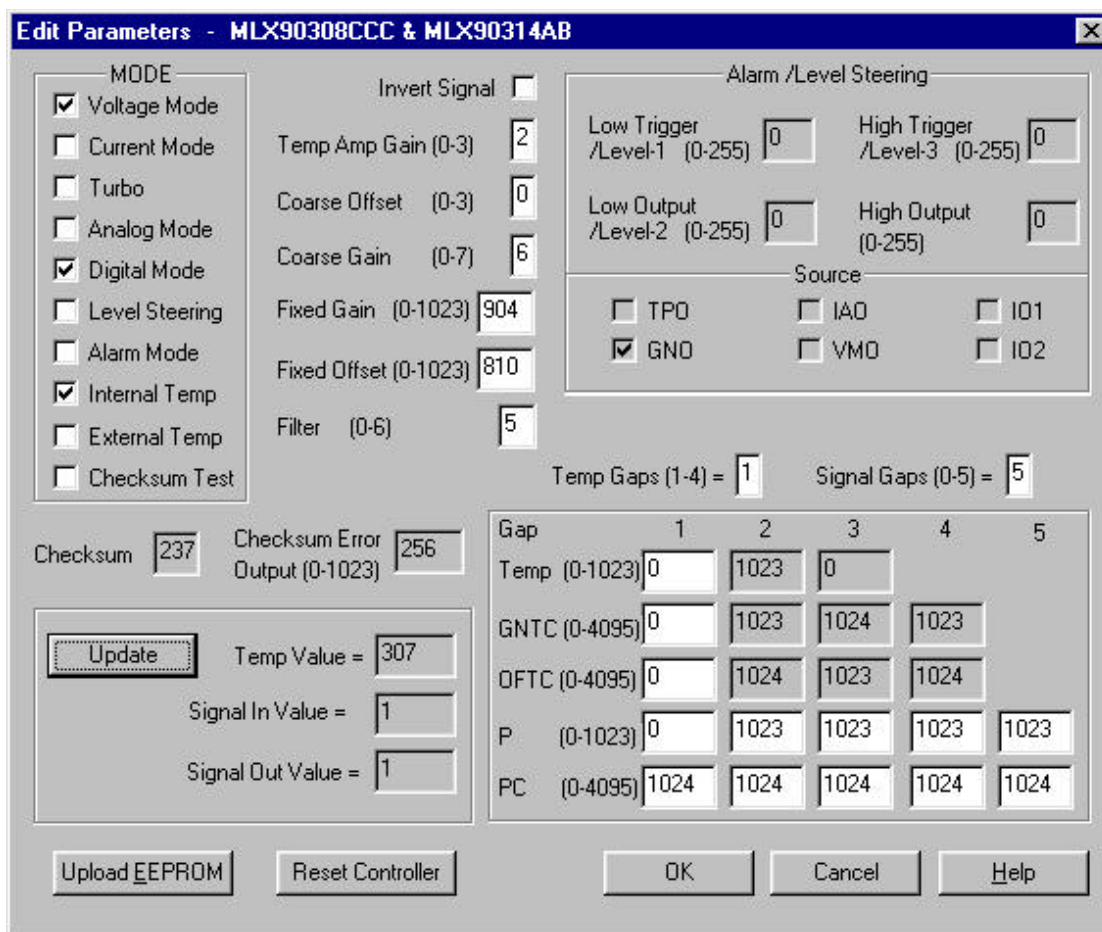 Edit Parameters - MLX90308CCC & MLX90314AB
MODE
Voltage Mode
Current Mode
Turbo
Analog Mode
Digital Mode
Level Steering
Alarm Mode
Internal Temp
External Temp
Checksum Test
Invert Signal
Temp Amp Gain (0-3) 2
Coarse Offset (0-3) 0
Coarse Gain (0-7) 6
Fixed Gain (0-1023) 904
Fixed Offset (0-1023) 810
Filter (0-6) 5
Alarm /Level Steering
Low Trigger
/Level-1 (0-255) 0
High Trigger
/Level-3 (0-255) 0
Low Output
/Level-2 (0-255) 0
High Output
(0-255) 0
Source
TPO IAO IO1
GNO VMO IO2
Temp Gaps (1-4) = 1 Signal Gaps (0-5) = 5
Checksum 237
Checksum Error
Output (0-1023) 256
Update
Temp Value = 307
Signal In Value = 1
Signal Out Value = 1
Gap 1 2 3 4 5
Temp (0-1023) 0 1023 0
GNTC (0-4095) 0 1023 1024 1023
OFTC (0-4095) 0 1024 1023 1024
P (0-1023) 0 1023 1023 1023 1023
PC (0-4095) 1024 1024 1024 1024 1024
Upload EEPROM Reset Controller OK Cancel Help